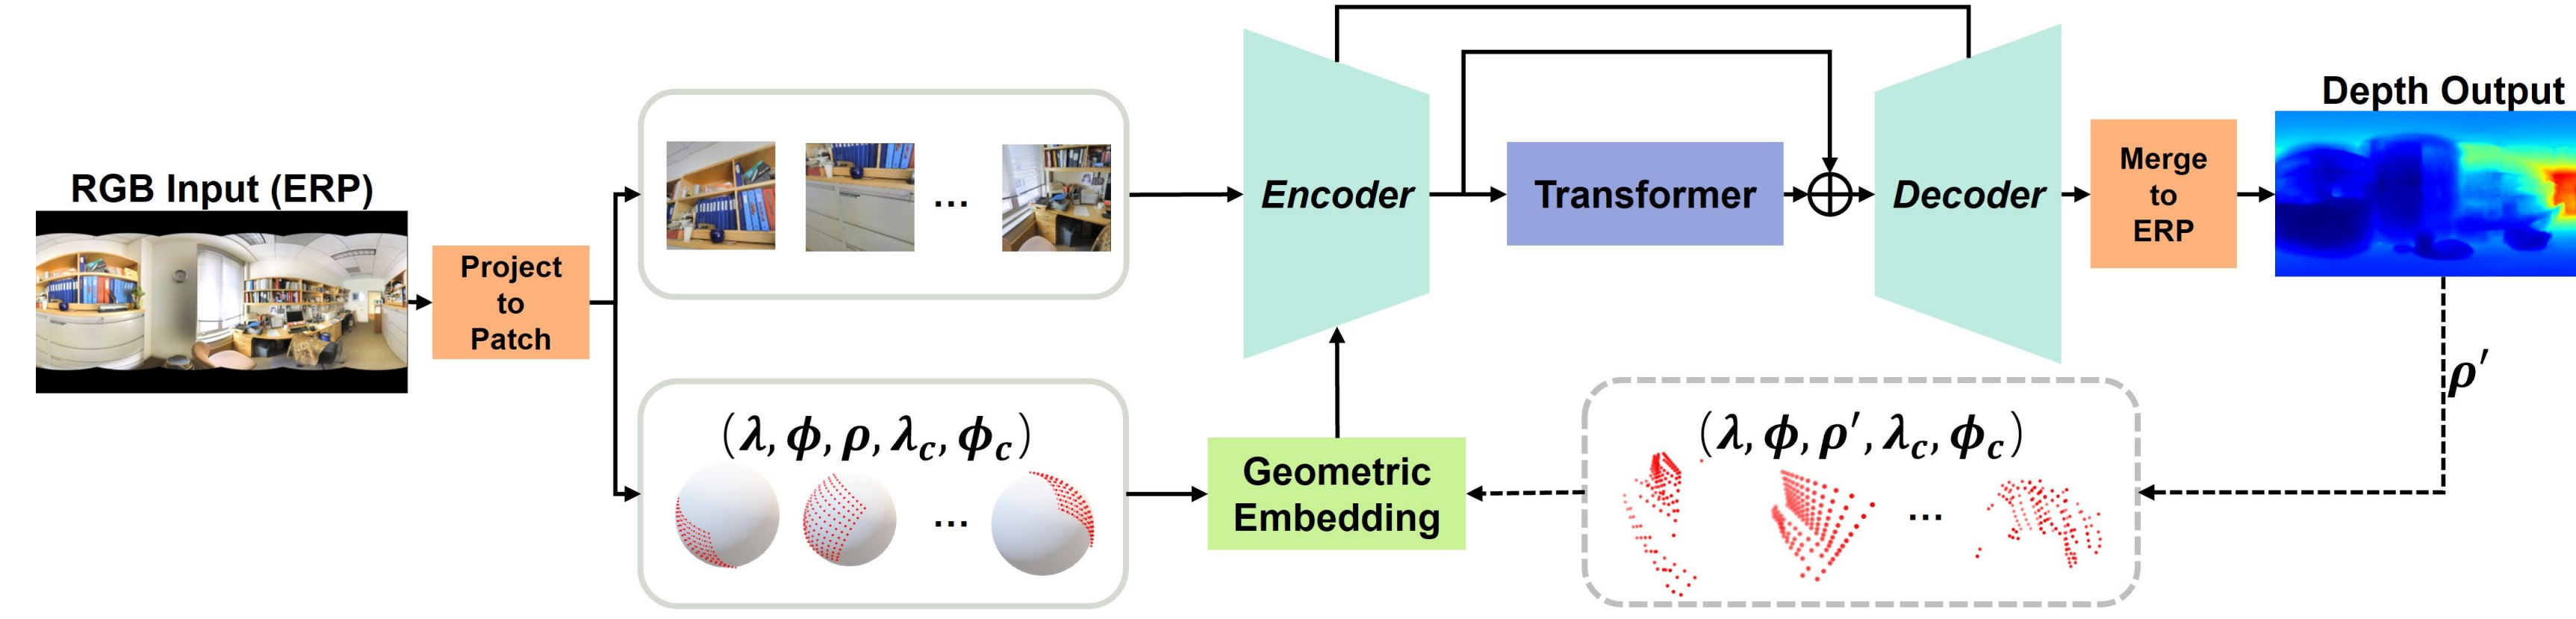 RGB Input (ERP)
Project
to
Patch
...
(λ, ϕ, ρ, λc, ϕc)
...
Encoder
Transformer
Decoder
Merge
to
ERP
Depth Output
Geometric
Embedding
(λ, ϕ, ρ′, λc, ϕc)
...
ρ′